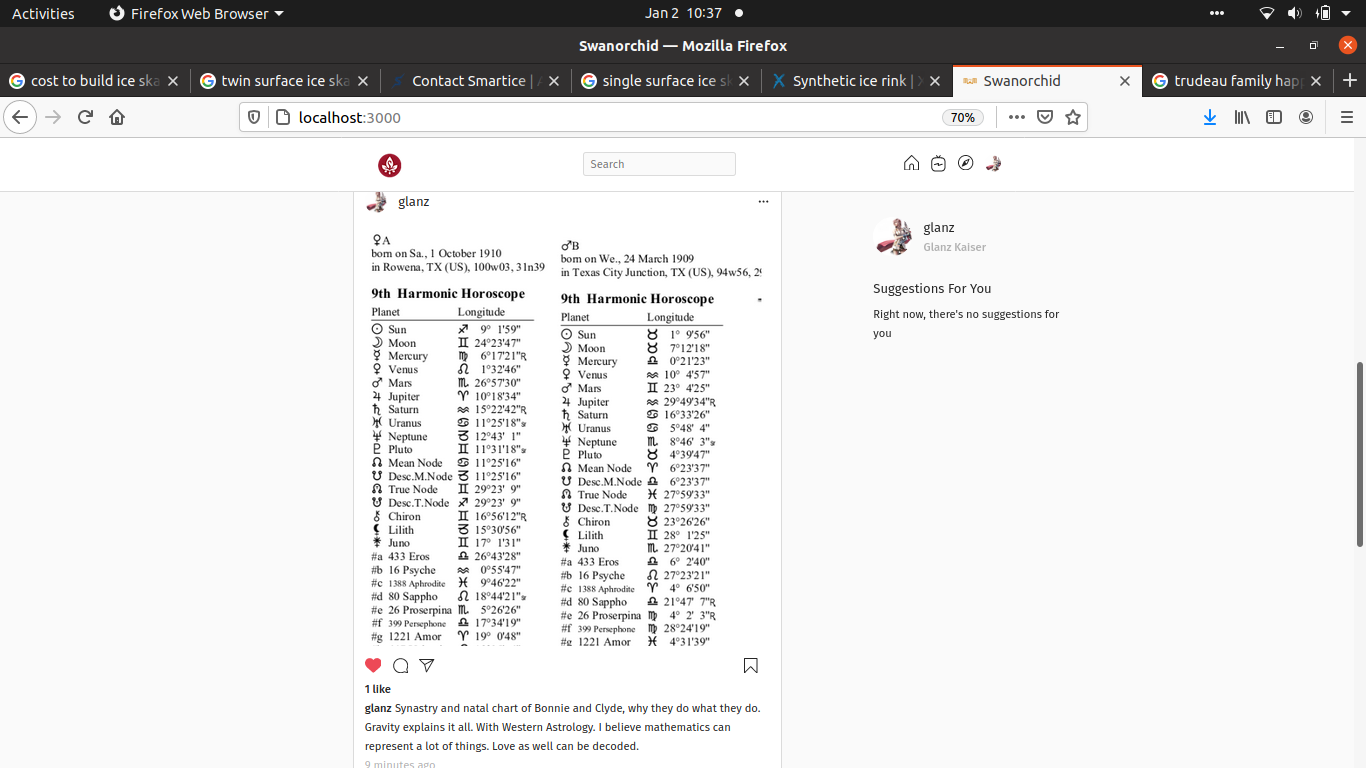 Activities Firefox Web Browser Jan 2 10:37
Swanorchid — Mozilla Firefox
cost to build ice ska twin surface ice ska Contact Smartice | single surface ice s Synthetic ice rink | Swanorchid trudeau family hap
localhost:3000 70%
Search
glanz
♀A
born on Sa., 1 October 1910
in Rowena, TX (US), 100w03, 31n39
9th Harmonic Horoscope
Planet Longitude
☉ Sun ♐ 9° 1'59"
☽ Moon ♊ 24°23'47"
☿ Mercury ♍ 6°17'21"R
♀ Venus ♌ 1°32'46"
♂ Mars ♏ 26°57'30"
♃ Jupiter ♈ 10°18'34"
♄ Saturn ♒ 15°22'42"R
♅ Uranus ♋ 11°25'18"
♆ Neptune ♑ 12°43' 1"
♇ Pluto ♊ 11°31'18"
☊ Mean Node ♋ 11°25'16"
☋ Desc.M.Node ♑ 11°25'16"
☊ True Node ♊ 29°23' 9"
☋ Desc.T.Node ♐ 29°23' 9"
⚷ Chiron ♊ 16°56'12"R
⚸ Lilith ♑ 15°30'56"
⚵ Juno ♊ 17° 1'31"
#a 433 Eros ♎ 26°43'28"
#b 16 Psyche ♒ 0°55'47"
#c 1388 Aphrodite ♓ 9°46'22"
#d 80 Sappho ♌ 18°44'21"
#e 26 Proserpina ♏ 5°26'26"
#f 399 Persephone ♎ 17°34'19"
#g 1221 Amor ♈ 19° 0'48"
♂B
born on We., 24 March 1909
in Texas City Junction, TX (US), 94w56, 29
9th Harmonic Horoscope
Planet Longitude
☉ Sun ♉ 1° 9'56"
☽ Moon ♉ 7°12'18"
☿ Mercury ♎ 0°21'23"
♀ Venus ♒ 10° 4'57"
♂ Mars ♊ 23° 4'25"
♃ Jupiter ♒ 29°49'34"R
♄ Saturn ♋ 16°33'26"
♅ Uranus ♋ 5°48' 4"
♆ Neptune ♏ 8°46' 3"
♇ Pluto ♉ 4°39'47"
☊ Mean Node ♈ 6°23'37"
☋ Desc.M.Node ♎ 6°23'37"
☊ True Node ♓ 27°59'33"
☋ Desc.T.Node ♍ 27°59'33"
⚷ Chiron ♉ 23°26'26"
⚸ Lilith ♊ 28° 1'25"
⚵ Juno ♏ 27°20'41"
#a 433 Eros ♎ 6° 2'40"
#b 16 Psyche ♌ 27°23'21"
#c 1388 Aphrodite ♈ 4° 6'50"
#d 80 Sappho ♎ 21°47' 7"R
#e 26 Proserpina ♍ 4° 2' 3"R
#f 399 Persephone ♍ 28°24'19"
#g 1221 Amor ♓ 4°31'39"
1 like
glanz Synastry and natal chart of Bonnie and Clyde, why they do what they do.
Gravity explains it all. With Western Astrology. I believe mathematics can
represent a lot of things. Love as well can be decoded.
9 minutes ago
glanz
Glanz Kaiser
Suggestions For You
Right now, there's no suggestions for
you